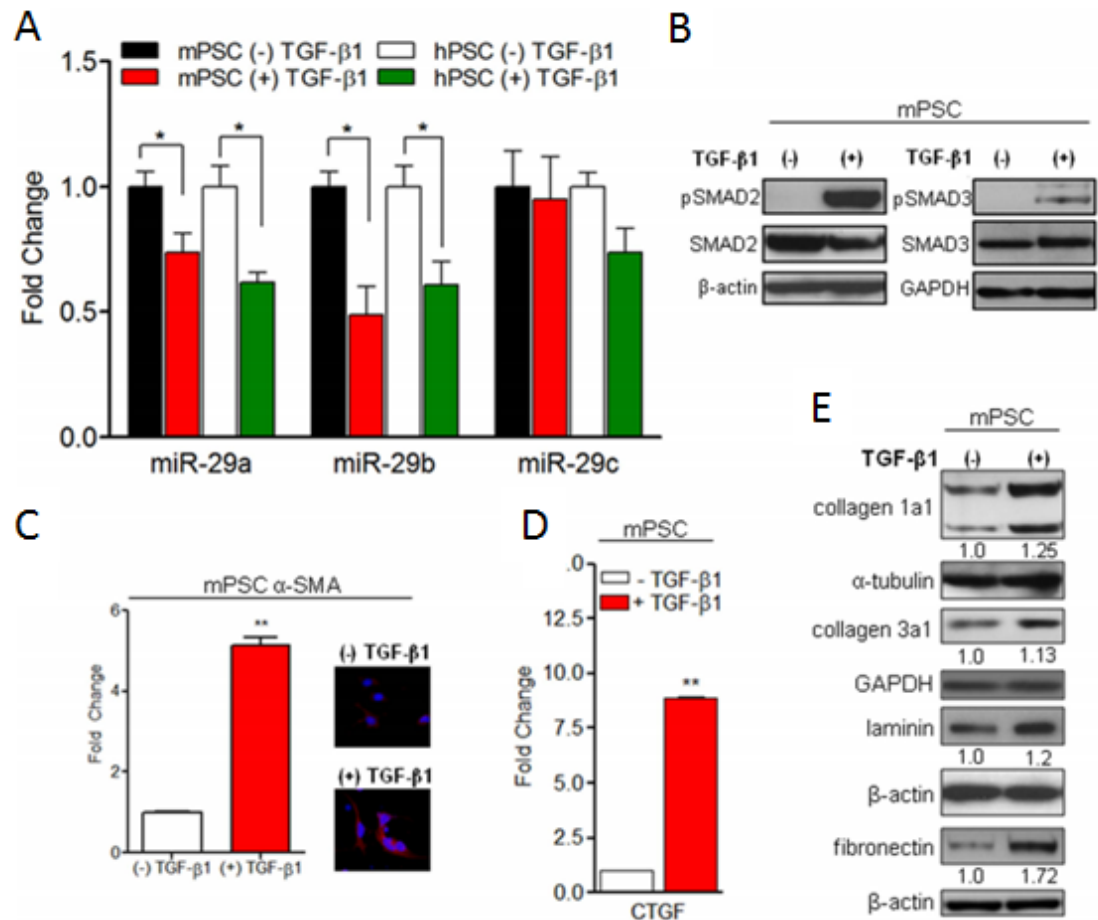 A
mPSC (-) TGF-β1
hPSC (-) TGF-β1
mPSC (+) TGF-β1
hPSC (+) TGF-β1
1.5
1.0
0.5
0.0
Fold Change
*
*
*
*
miR-29a
miR-29b
miR-29c
B
mPSC
TGF-β1 (-) (+)
TGF-β1 (-) (+)
pSMAD2
pSMAD3
SMAD2
SMAD3
β-actin
GAPDH
C
mPSC α-SMA
6
4
2
0
Fold Change
**
(-) TGF-β1
(+) TGF-β1
(-) TGF-β1
(+) TGF-β1
D
mPSC
- TGF-β1
+ TGF-β1
.0
12.5
9.0
7.5
5.0
2.5
0.0
Fold Change
**
CTGF
E
mPSC
TGF-β1 (-) (+)
collagen 1a1
1.0 1.25
α-tubulin
collagen 3a1
1.0 1.13
GAPDH
laminin
1.0 1.2
β-actin
fibronectin
1.0 1.72
β-actin